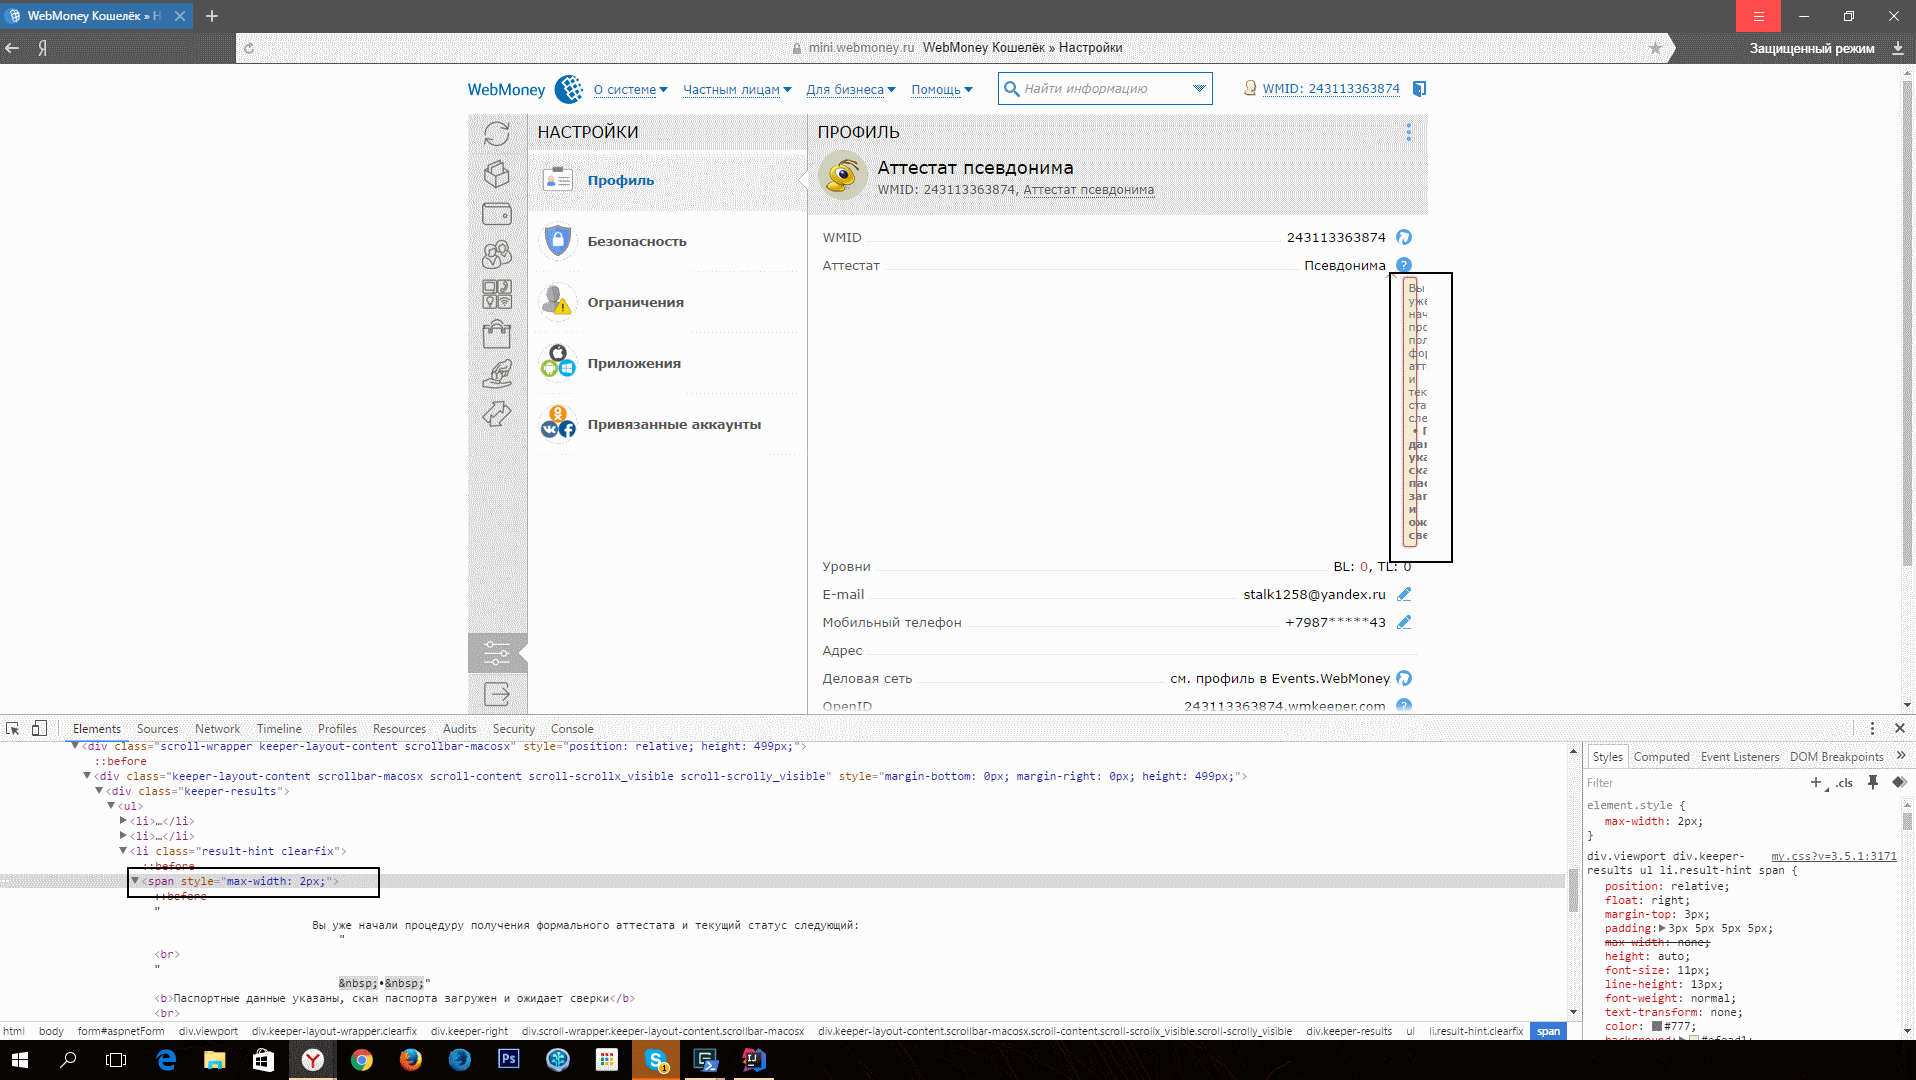 WebMoney Кошелёк » Н
Я
mini.webmoney.ru WebMoney Кошелёк » Настройки
Защищенный режим
WebMoney
О системе
Частным лицам
Для бизнеса
Помощь
Найти информацию
WMID: 243113363874
НАСТРОЙКИ
Профиль
Безопасность
Ограничения
Приложения
Привязанные аккаунты
ПРОФИЛЬ
Аттестат псевдонима
WMID: 243113363874, Аттестат псевдонима
WMID 243113363874
Аттестат Псевдонима ?
Вы
уже
нач
про
пол
фор
атт
и
тек
ста
сле
• П
дан
ука
ска
пас
заг
и
ожи
све
Уровни BL: 0, TL: 0
E-mail stalk1258@yandex.ru
Мобильный телефон +7987*****43
Адрес
Деловая сеть см. профиль в Events.WebMoney
OpenID 243113363874.wmkeeper.com ?
Elements Sources Network Timeline Profiles Resources Audits Security Console
<div class="scroll-wrapper keeper-layout-content scrollbar-macosx" style="position: relative; height: 499px;">
::before
<div class="keeper-layout-content scrollbar-macosx scroll-content scroll-scrollx_visible scroll-scrolly_visible" style="margin-bottom: 0px; margin-right: 0px; height: 499px;">
<div class="keeper-results">
<ul>
<li>…</li>
<li>…</li>
<li class="result-hint clearfix">
::before
<span style="max-width: 2px;">
::before
"
Вы уже начали процедуру получения формального аттестата и текущий статус следующий:
"
<br>
"
&nbsp;•&nbsp;"
<b>Паспортные данные указаны, скан паспорта загружен и ожидает сверки</b>
<br>
html body form#aspnetForm div.viewport div.keeper-layout-wrapper.clearfix div.keeper-right div.scroll-wrapper.keeper-layout-content.scrollbar-macosx div.keeper-layout-content.scrollbar-macosx.scroll-content.scroll-scrollx_visible.scroll-scrolly_visible div.keeper-results ul li.result-hint.clearfix span
Styles Computed Event Listeners DOM Breakpoints »
Filter + .cls
element.style {
max-width: 2px;
}
div.viewport div.keeper- my.css?v=3.5.1:3171
results ul li.result-hint span {
position: relative;
float: right;
margin-top: 3px;
padding: 3px 5px 5px 5px;
max-width: none;
height: auto;
font-size: 11px;
line-height: 13px;
font-weight: normal;
text-transform: none;
color: #777;
background: #efead1;
Ps
S 1
IJ